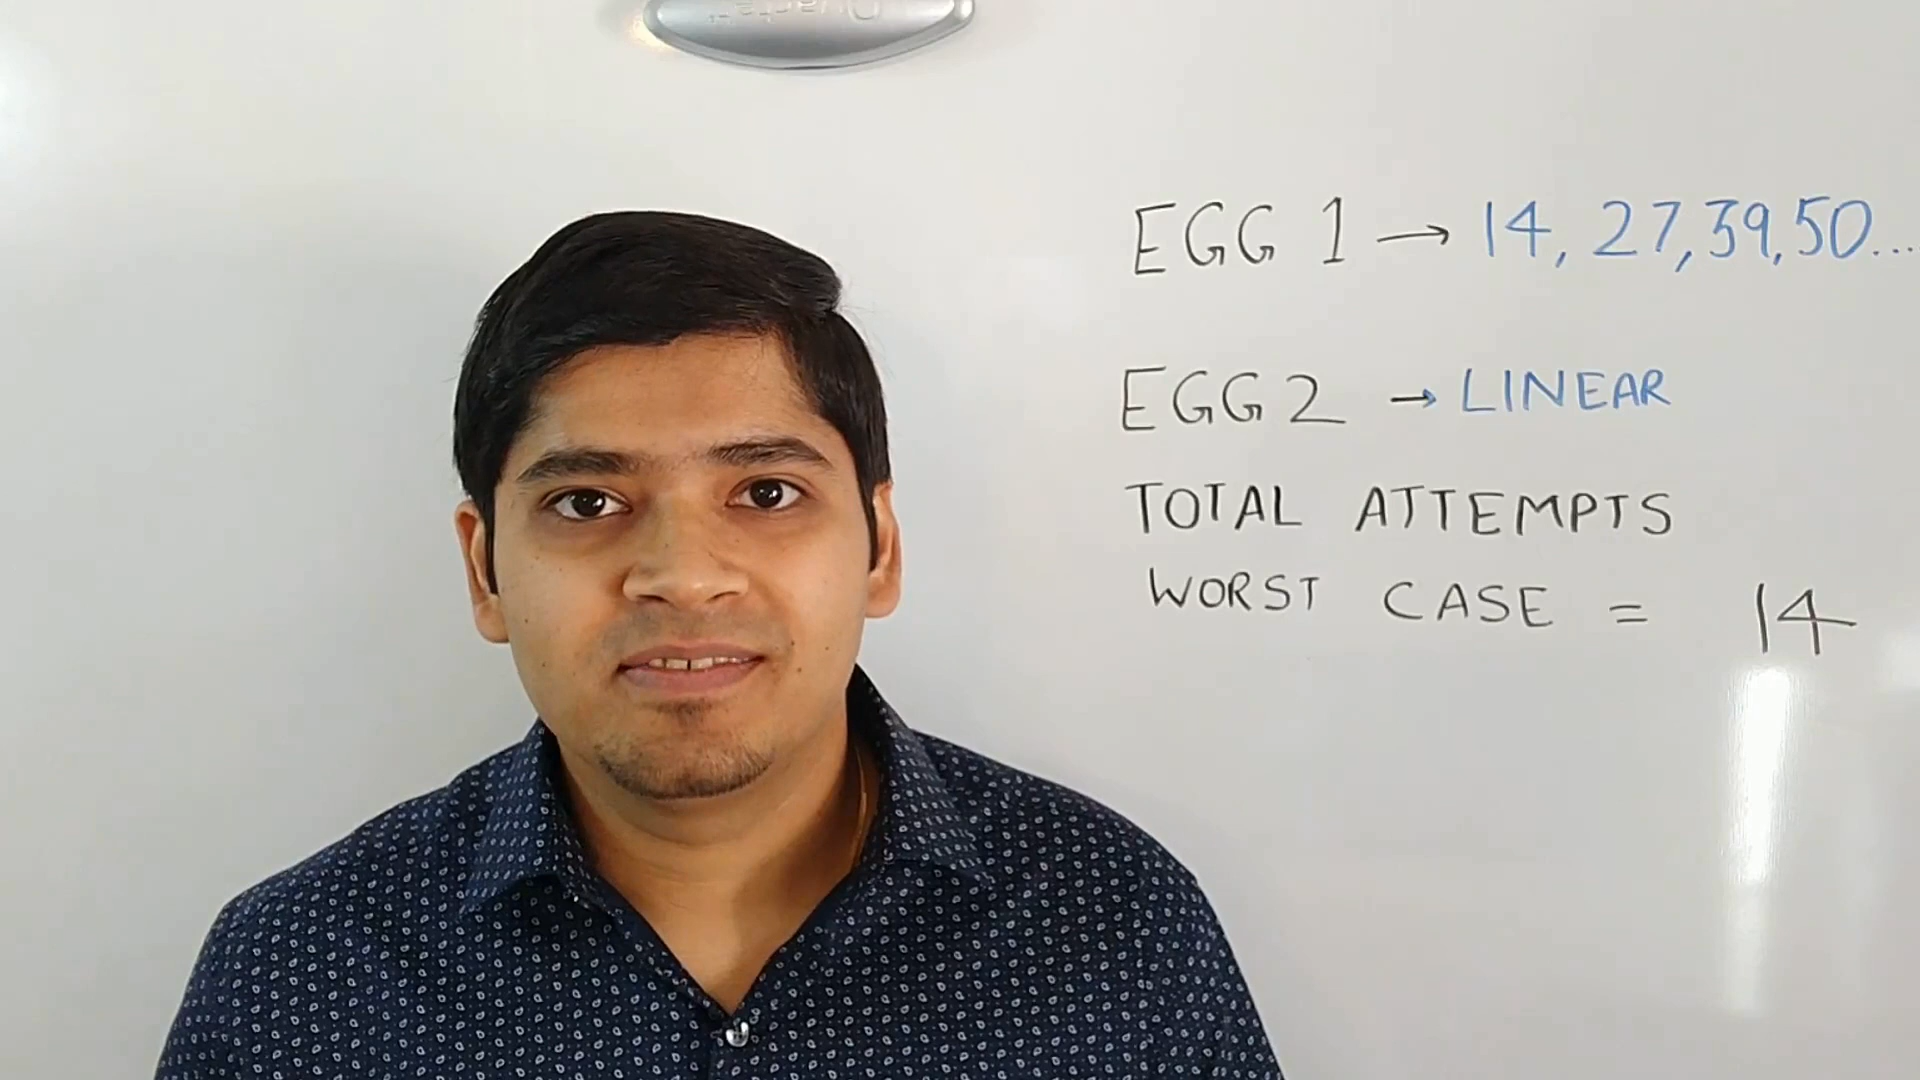 EGG 1 → 14, 27, 39, 50...
EGG 2 → LINEAR
TOTAL ATTEMPTS
WORST CASE = 14